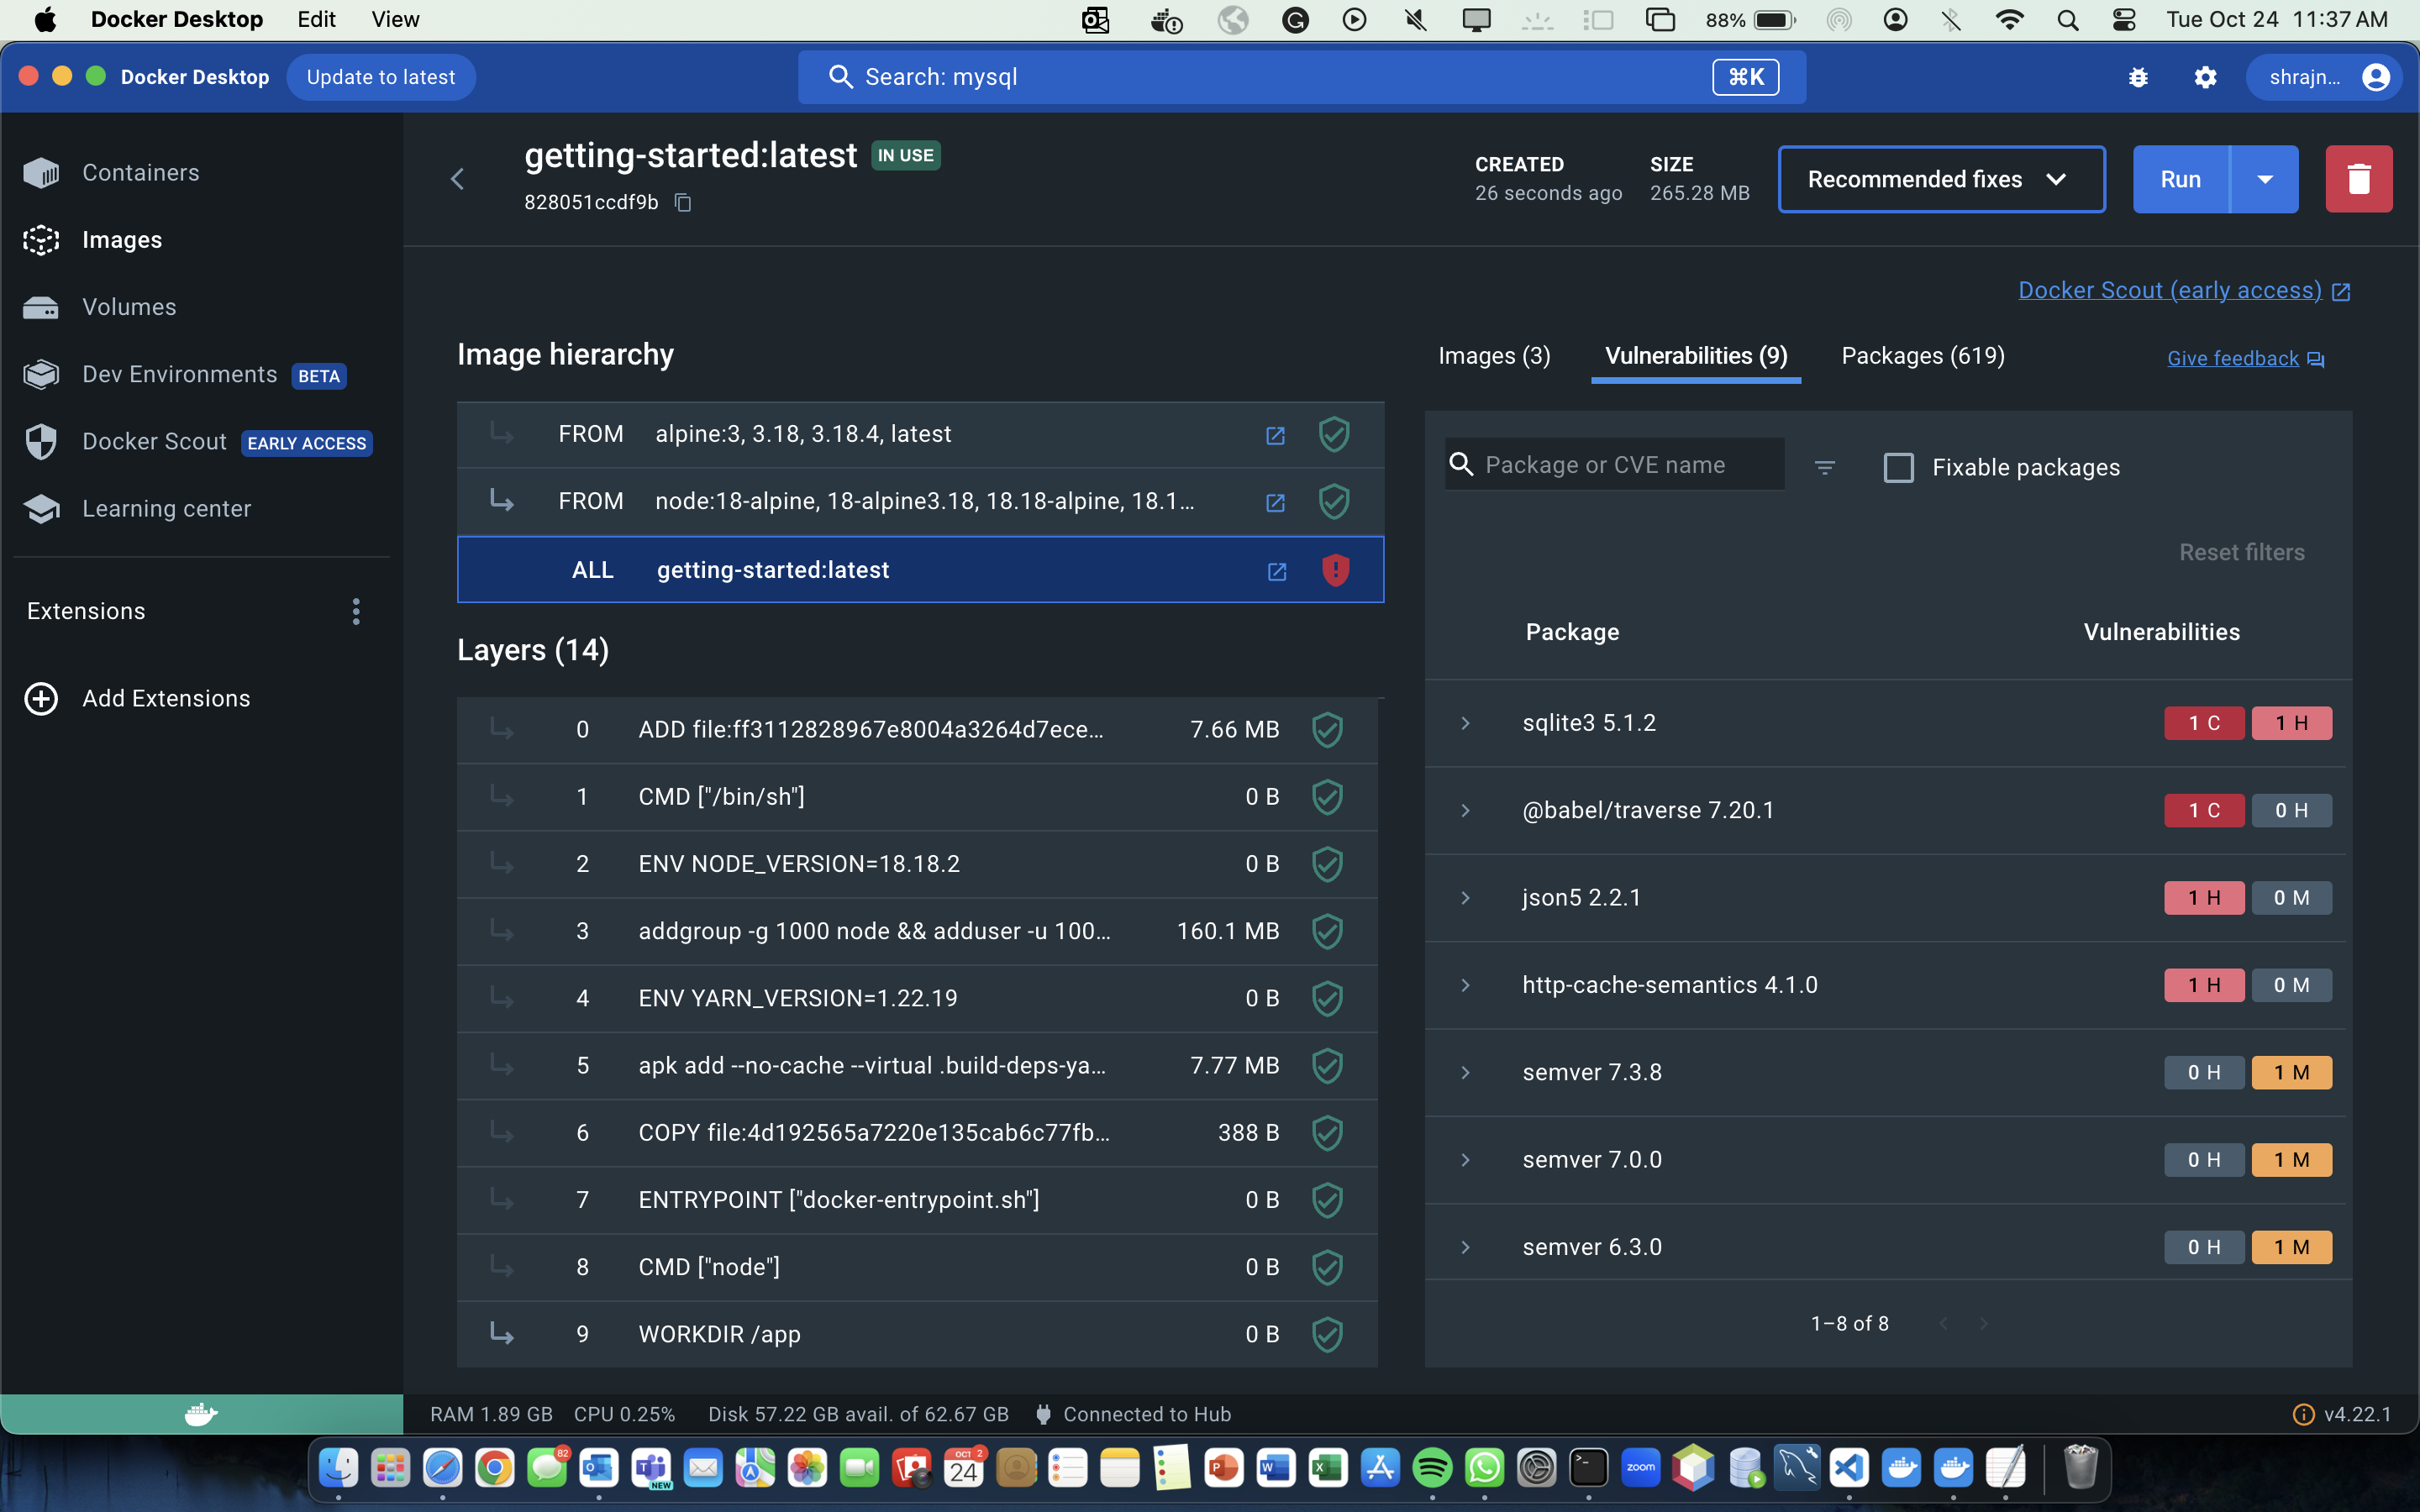 Docker Desktop Edit View 88% Tue Oct 24 11:37 AM
Docker Desktop Update to latest Search: mysql ⌘K shrajn...
Containers
Images
Volumes
Dev Environments BETA
Docker Scout EARLY ACCESS
Learning center
Extensions
Add Extensions
getting-started:latest IN USE
828051ccdf9b
CREATED
26 seconds ago
SIZE
265.28 MB
Recommended fixes
Run
Docker Scout (early access)
Image hierarchy
FROM alpine:3, 3.18, 3.18.4, latest
FROM node:18-alpine, 18-alpine3.18, 18.18-alpine, 18.1...
ALL getting-started:latest
Layers (14)
0 ADD file:ff3112828967e8004a3264d7ece... 7.66 MB
1 CMD ["/bin/sh"] 0 B
2 ENV NODE_VERSION=18.18.2 0 B
3 addgroup -g 1000 node && adduser -u 100... 160.1 MB
4 ENV YARN_VERSION=1.22.19 0 B
5 apk add --no-cache --virtual .build-deps-ya... 7.77 MB
6 COPY file:4d192565a7220e135cab6c77fb... 388 B
7 ENTRYPOINT ["docker-entrypoint.sh"] 0 B
8 CMD ["node"] 0 B
9 WORKDIR /app 0 B
Images (3) Vulnerabilities (9) Packages (619) Give feedback
Package or CVE name Fixable packages
Reset filters
Package Vulnerabilities
sqlite3 5.1.2 1 C 1 H
@babel/traverse 7.20.1 1 C 0 H
json5 2.2.1 1 H 0 M
http-cache-semantics 4.1.0 1 H 0 M
semver 7.3.8 0 H 1 M
semver 7.0.0 0 H 1 M
semver 6.3.0 0 H 1 M
1–8 of 8
RAM 1.89 GB CPU 0.25% Disk 57.22 GB avail. of 62.67 GB Connected to Hub v4.22.1
82 NEW OCT 2 24 zoom